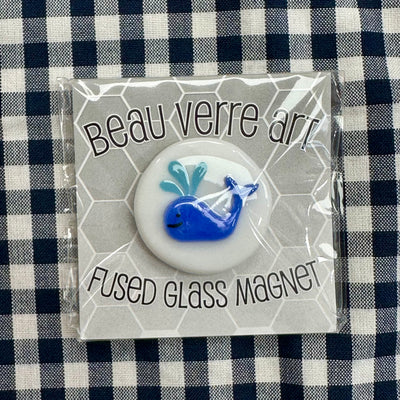 Beau Verre Art
Fused Glass Magnet